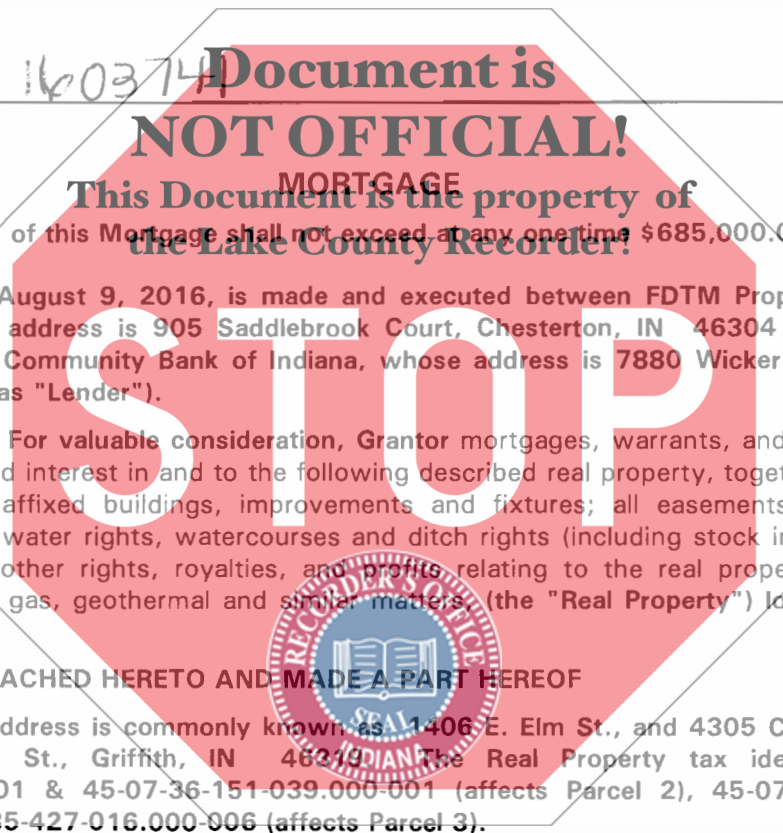 1603741
Document is
NOT OFFICIAL!
MORTGAGE
This Document is the property of
of this Mortgage shall not exceed at any one time $685,000.0
the Lake County Recorder!
August 9, 2016, is made and executed between FDTM Prop
address is 905 Saddlebrook Court, Chesterton, IN 46304
Community Bank of Indiana, whose address is 7880 Wicker
as "Lender").
STOP
For valuable consideration, Grantor mortgages, warrants, and
d interest in and to the following described real property, toget
affixed buildings, improvements and fixtures; all easements
water rights, watercourses and ditch rights (including stock in
other rights, royalties, and profits relating to the real prope
gas, geothermal and similar matters, (the "Real Property") lo
RECORDER'S OFFICE
SEAL
INDIANA
ACHED HERETO AND MADE A PART HEREOF
ddress is commonly known as 1406 E. Elm St., and 4305 C
St., Griffith, IN 46319. The Real Property tax ide
01 & 45-07-36-151-039.000-001 (affects Parcel 2), 45-07
35-427-016.000-006 (affects Parcel 3).